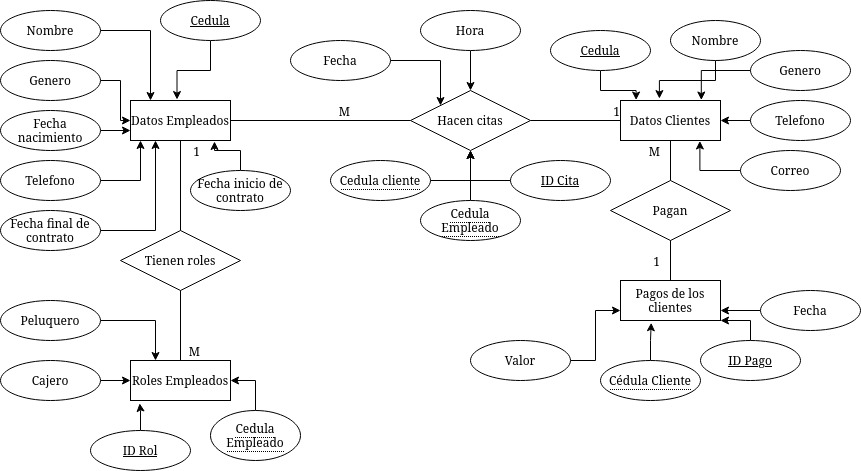 Nombre
Cedula
Hora
Cedula
Nombre
Fecha
Genero
Genero
Datos Empleados
M
Hacen citas
1
Datos Clientes
Telefono
Fecha
nacimiento
1
M
Telefono
Fecha inicio de
contrato
Cedula cliente
ID Cita
Correo
Fecha final de
contrato
Cedula
Empleado
Pagan
Tienen roles
1
Pagos de los
clientes
Peluquero
Fecha
M
Valor
ID Pago
Cajero
Roles Empleados
Cédula Cliente
Cedula
Empleado
ID Rol